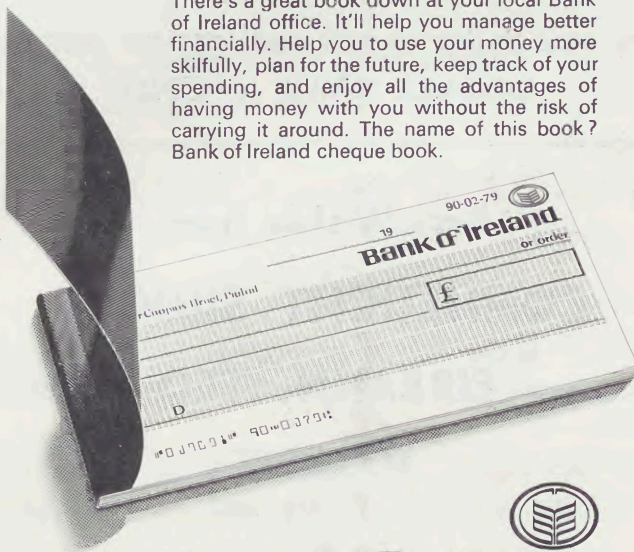 There's a great book down at your local Bank
of Ireland office. It'll help you manage better
financially. Help you to use your money more
skilfully, plan for the future, keep track of your
spending, and enjoy all the advantages of
having money with you without the risk of
carrying it around. The name of this book?
Bank of Ireland cheque book.
90-02-79
19
Bank of Ireland
or order
£
D